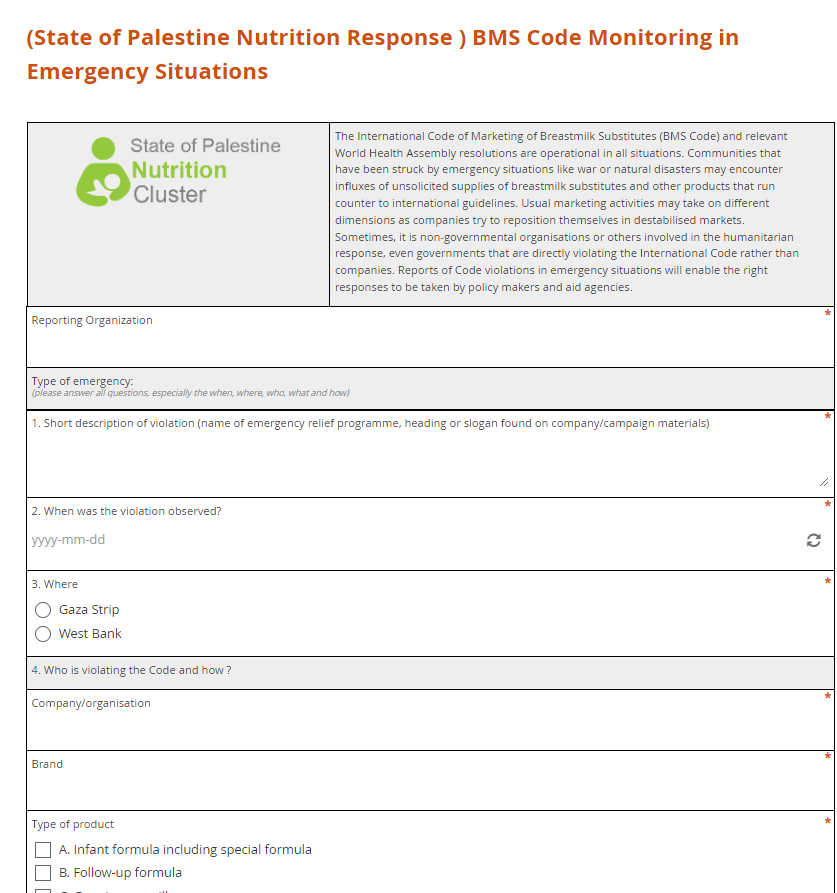 (State of Palestine Nutrition Response ) BMS Code Monitoring in
Emergency Situations
State of Palestine
Nutrition
Cluster
The International Code of Marketing of Breastmilk Substitutes (BMS Code) and relevant
World Health Assembly resolutions are operational in all situations. Communities that
have been struck by emergency situations like war or natural disasters may encounter
influxes of unsolicited supplies of breastmilk substitutes and other products that run
counter to international guidelines. Usual marketing activities may take on different
dimensions as companies try to reposition themselves in destabilised markets.
Sometimes, it is non-governmental organisations or others involved in the humanitarian
response, even governments that are directly violating the International Code rather than
companies. Reports of Code violations in emergency situations will enable the right
responses to be taken by policy makers and aid agencies.
Reporting Organization *
Type of emergency:
(please answer all questions, especially the when, where, who, what and how)
1. Short description of violation (name of emergency relief programme, heading or slogan found on company/campaign materials) *
2. When was the violation observed? *
yyyy-mm-dd
3. Where *
Gaza Strip
West Bank
4. Who is violating the Code and how ?
Company/organisation *
Brand *
Type of product *
A. Infant formula including special formula
B. Follow-up formula